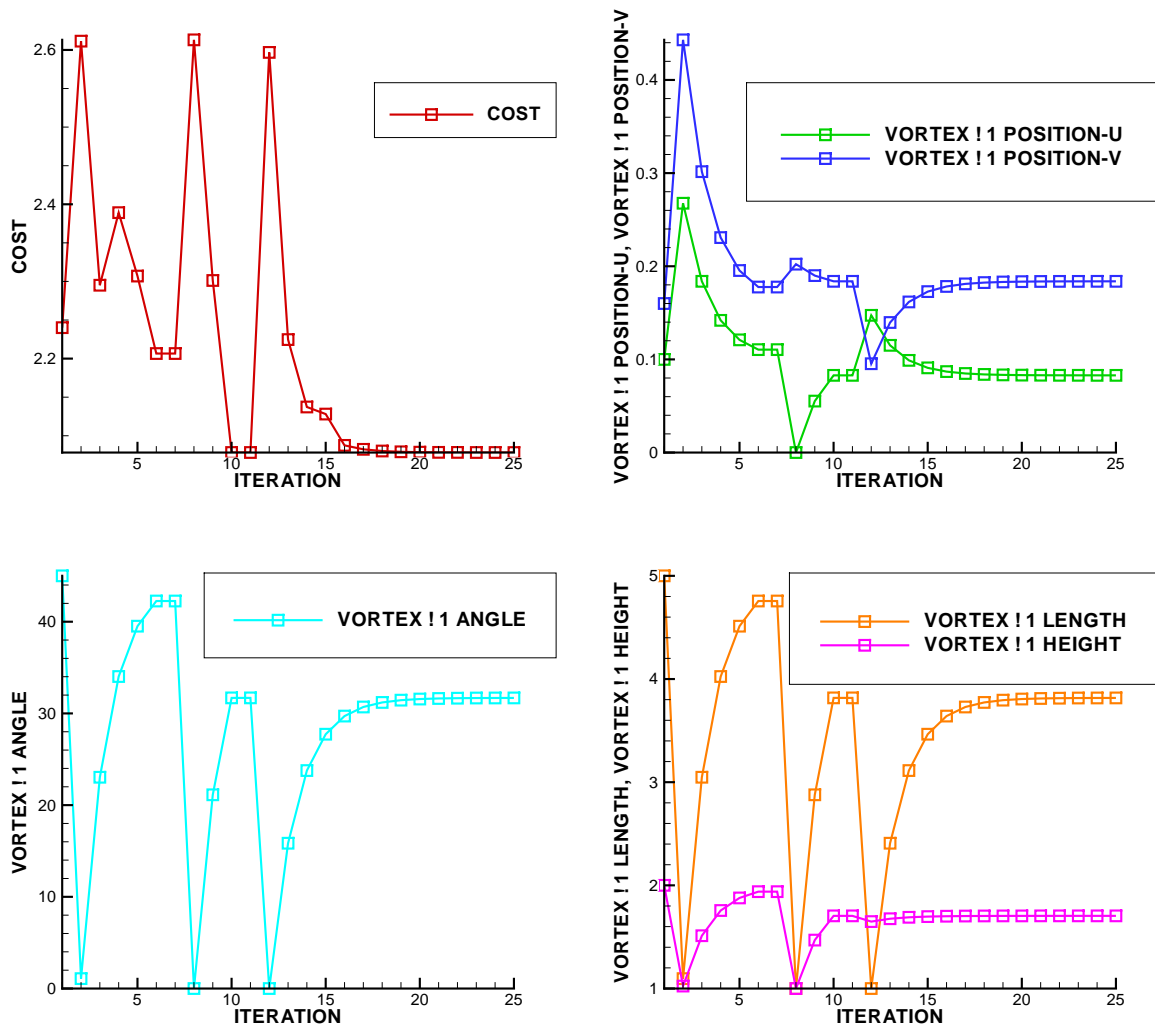 COST
2.6
2.4
2.2
COST
5
10
15
20
25
ITERATION
VORTEX ! 1 POSITION-U, VORTEX ! 1 POSITION-V
0.4
0.3
0.2
0.1
0
VORTEX ! 1 POSITION-U
VORTEX ! 1 POSITION-V
5
10
15
20
25
ITERATION
VORTEX ! 1 ANGLE
40
30
20
10
0
VORTEX ! 1 ANGLE
5
10
15
20
25
ITERATION
VORTEX ! 1 LENGTH, VORTEX ! 1 HEIGHT
5
4
3
2
1
VORTEX ! 1 LENGTH
VORTEX ! 1 HEIGHT
5
10
15
20
25
ITERATION